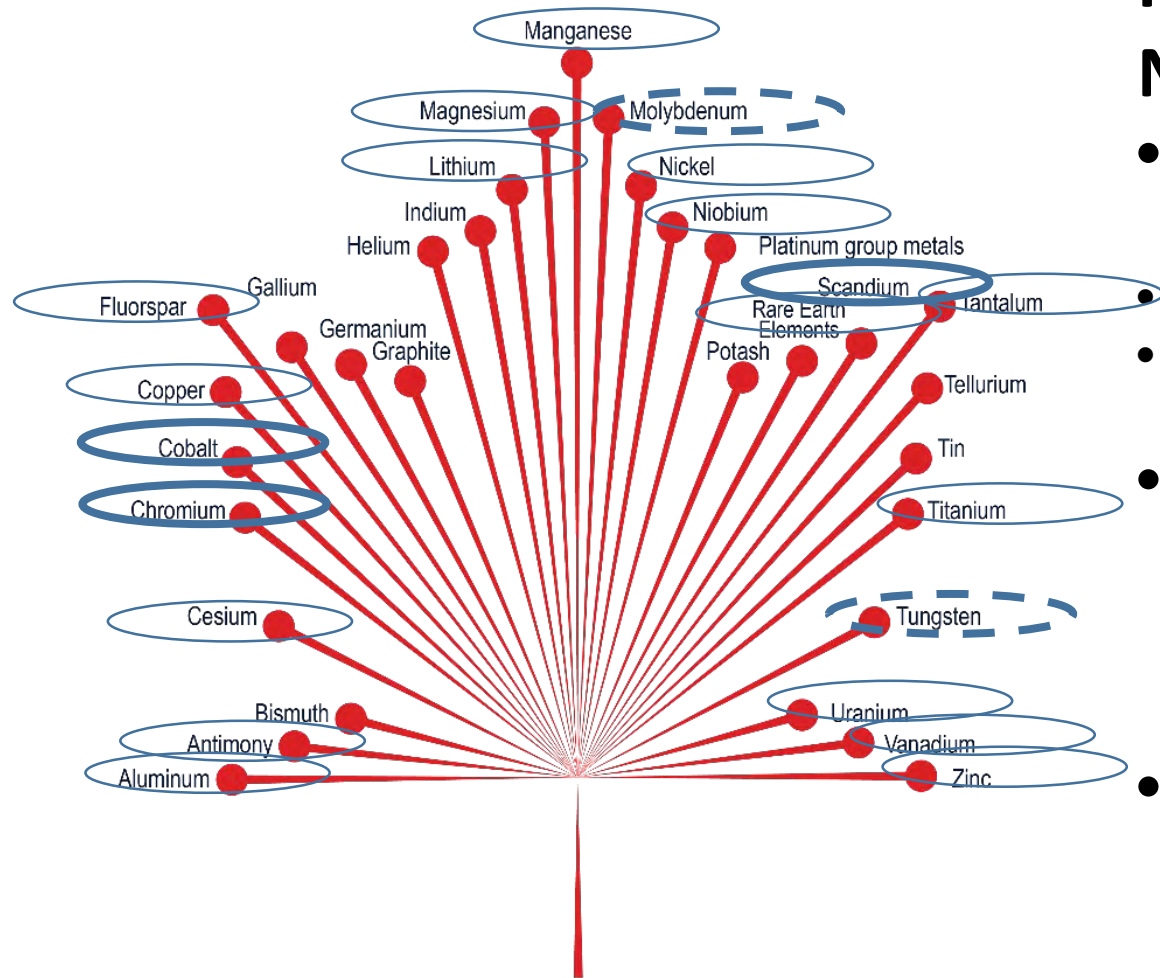 Manganese
Magnesium
Molybdenum
Lithium
Nickel
Indium
Niobium
Helium
Platinum group metals
Gallium
Scandium
Fluorspar
Tantalum
Rare Earth
Elements
Germanium
Graphite
Potash
Copper
Tellurium
Cobalt
Tin
Chromium
Titanium
Cesium
Tungsten
Bismuth
Uranium
Antimony
Vanadium
Aluminum
Zinc